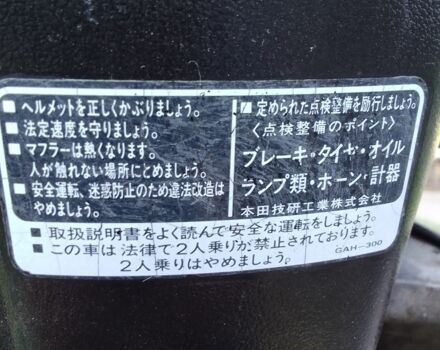 ■ヘルメットを正しくかぶりましょう。
■法定速度を守りましょう。
■マフラーは熱くなります。
人が触れない場所にとめましょう。
■安全運転、迷惑防止のため違法改造は
やめましょう。
■定められた点検整備を励行しましょう。
〈点検整備のポイント〉
ブレーキ・タイヤ・オイル
ランプ類・ホーン・計器
本田技研工業株式会社
■取扱説明書をよく読んで安全な運転をしましょう。
■この車は法律で2人乗りが禁止されております。
2人乗りはやめましょう。
GAH-300